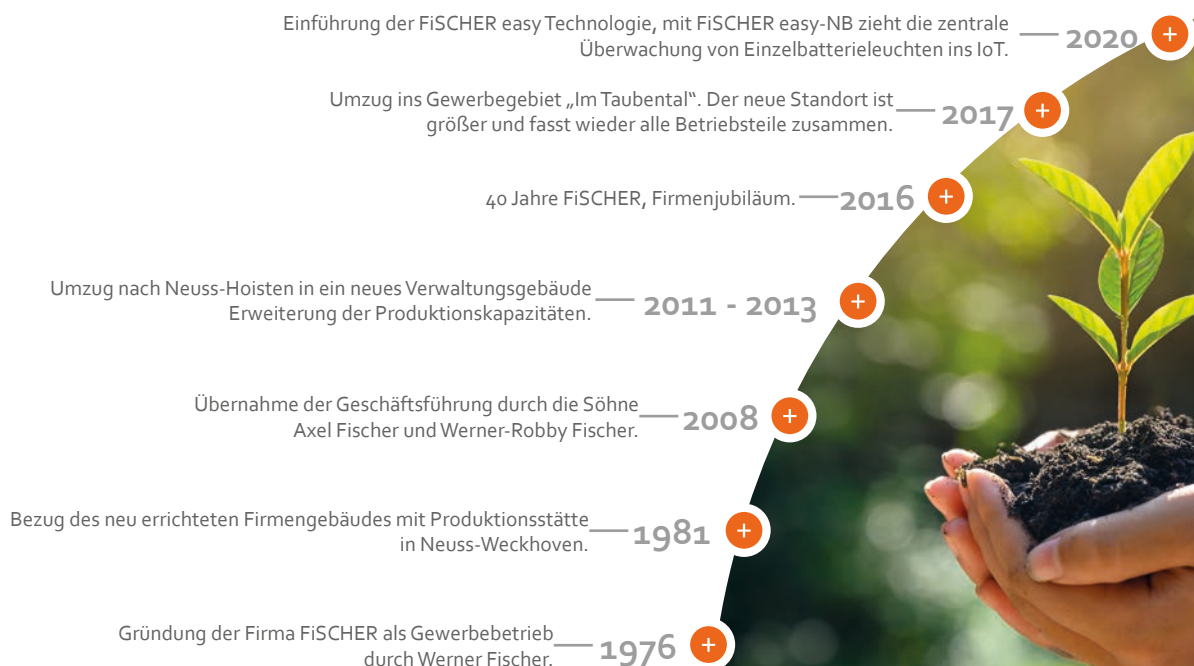 Einführung der FiSCHER easy Technologie, mit FiSCHER easy-NB zieht die zentrale
Überwachung von Einzelbatterieleuchten ins IoT.
2020
Umzug ins Gewerbegebiet „Im Taubental“. Der neue Standort ist
größer und fasst wieder alle Betriebsteile zusammen.
2017
40 Jahre FiSCHER, Firmenjubiläum.
2016
Umzug nach Neuss-Hoisten in ein neues Verwaltungsgebäude
Erweiterung der Produktionskapazitäten.
2011 - 2013
Übernahme der Geschäftsführung durch die Söhne
Axel Fischer und Werner-Robby Fischer.
2008
Bezug des neu errichteten Firmengebäudes mit Produktionsstätte
in Neuss-Weckhoven.
1981
Gründung der Firma FiSCHER als Gewerbebetrieb
durch Werner Fischer.
1976